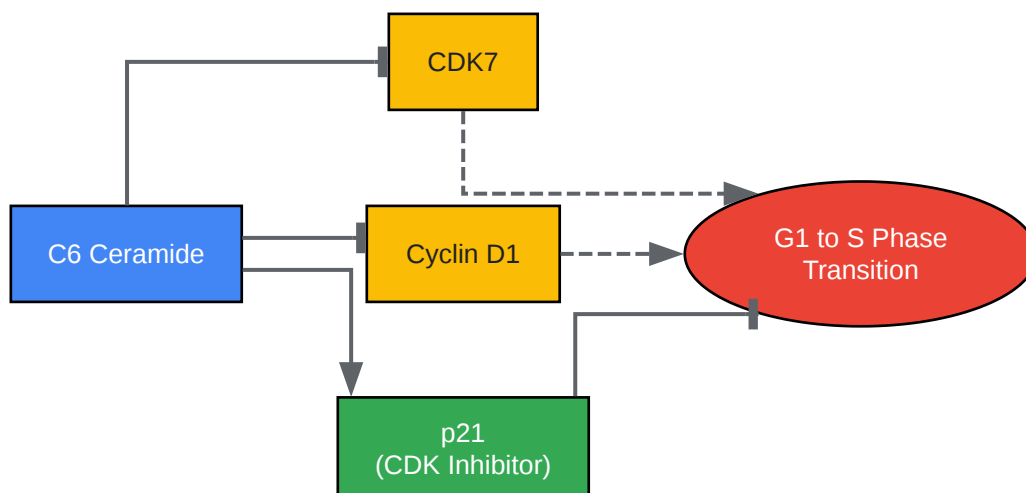 CDK7
C6 Ceramide
Cyclin D1
G1 to S Phase
Transition
p21
(CDK Inhibitor)